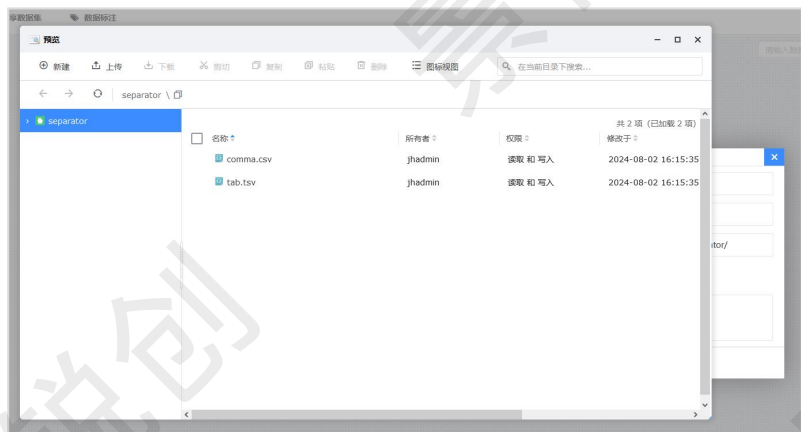 享数据集 数据标注
预览
新建 上传 下载 剪切 复制 粘贴 删除 图标视图 在当前目录下搜索...
separator \
separator
共 2 项 (已加载 2 项)
名称 所有者 权限 修改于
comma.csv jhadmin 读取 和 写入 2024-08-02 16:15:35
tab.tsv jhadmin 读取 和 写入 2024-08-02 16:15:35
ator/
锐创
景